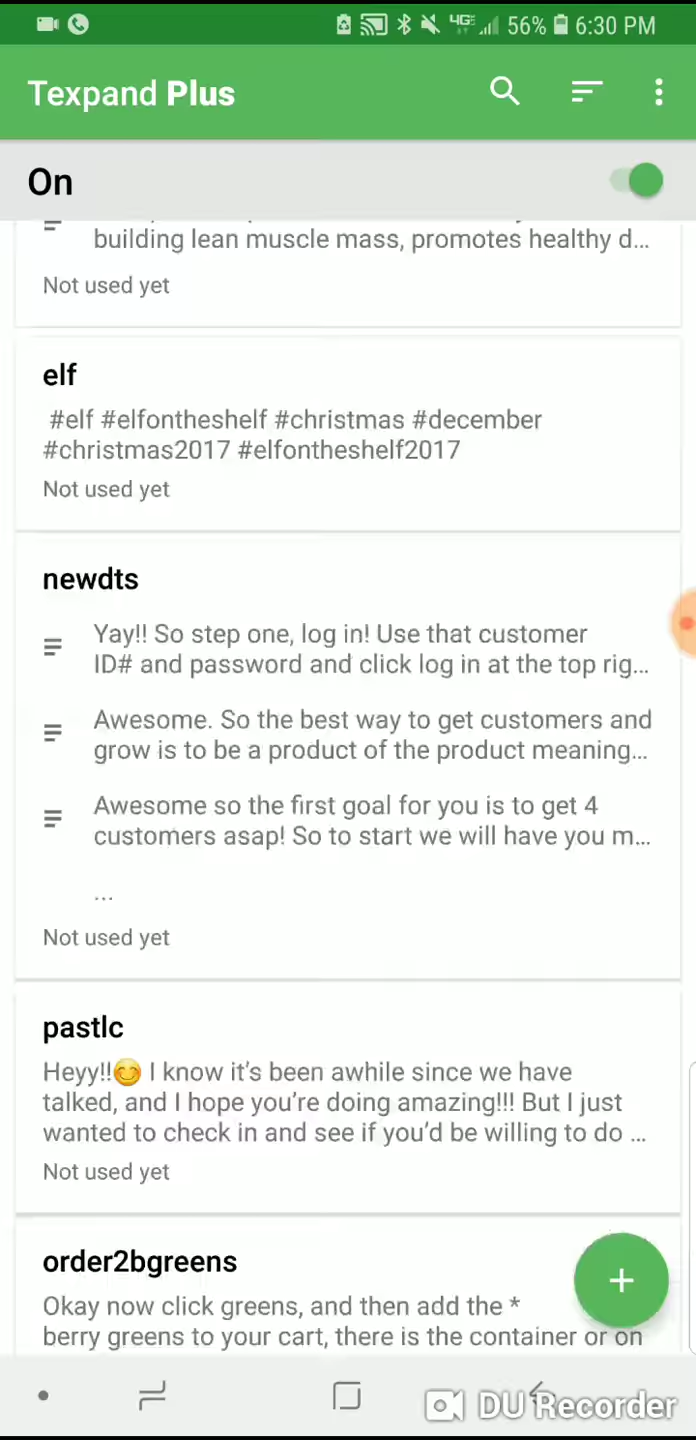 4GE 56% 6:30 PM
Texpand Plus
On
building lean muscle mass, promotes healthy d...
Not used yet
elf
#elf #elfontheshelf #christmas #december
#christmas2017 #elfontheshelf2017
Not used yet
newdts
Yay!! So step one, log in! Use that customer
ID# and password and click log in at the top rig...
Awesome. So the best way to get customers and
grow is to be a product of the product meaning...
Awesome so the first goal for you is to get 4
customers asap! So to start we will have you m...
...
Not used yet
pastlc
Heyy!!😊 I know it's been awhile since we have
talked, and I hope you're doing amazing!!! But I just
wanted to check in and see if you'd be willing to do ...
Not used yet
order2bgreens
Okay now click greens, and then add the *
berry greens to your cart, there is the container or on
DU Recorder